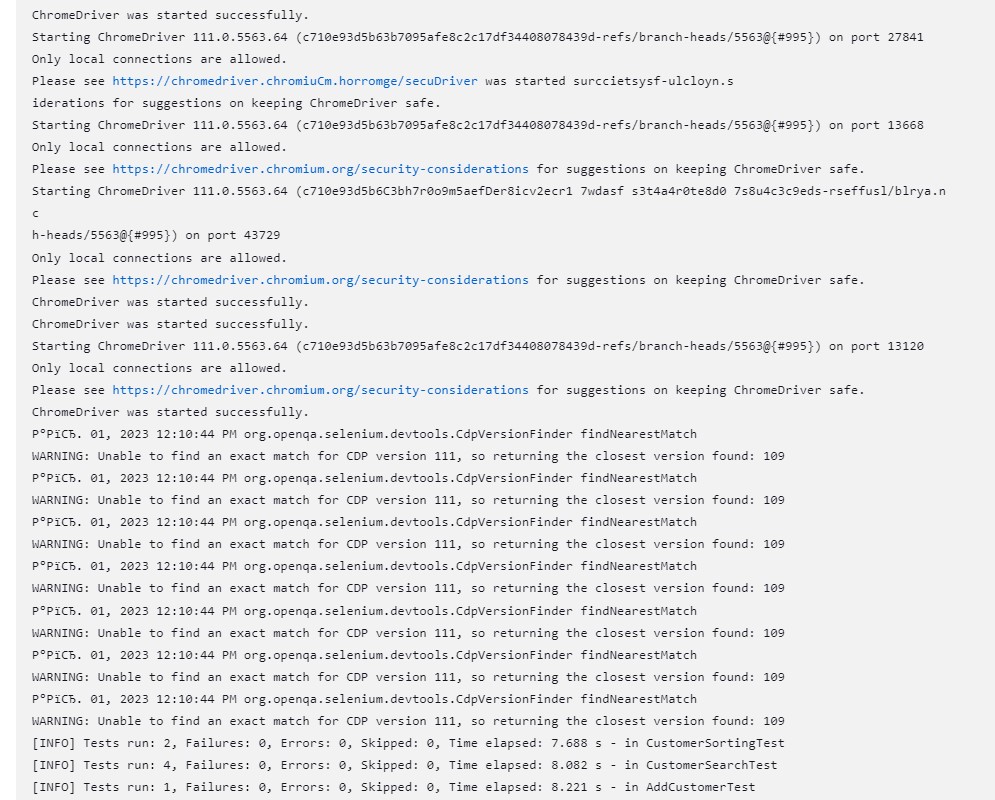 ChromeDriver was started successfully.
Starting ChromeDriver 111.0.5563.64 (c710e93d5b63b7095afe8c2c17df34408078439d-refs/branch-heads/5563@{#995}) on port 27841
Only local connections are allowed.
Please see https://chromedriver.chromiuCm.horromge/secuDriver was started surccietsysf-ulcloyn.s
iderations for suggestions on keeping ChromeDriver safe.
Starting ChromeDriver 111.0.5563.64 (c710e93d5b63b7095afe8c2c17df34408078439d-refs/branch-heads/5563@{#995}) on port 13668
Only local connections are allowed.
Please see https://chromedriver.chromium.org/security-considerations for suggestions on keeping ChromeDriver safe.
Starting ChromeDriver 111.0.5563.64 (c710e93d5b6C3bh7r0o9m5aefDer8icv2ecr1 7wdasf s3t4a4r0te8d0 7s8u4c3c9eds-rseffusl/blrya.n
c
h-heads/5563@{#995}) on port 43729
Only local connections are allowed.
Please see https://chromedriver.chromium.org/security-considerations for suggestions on keeping ChromeDriver safe.
ChromeDriver was started successfully.
ChromeDriver was started successfully.
Starting ChromeDriver 111.0.5563.64 (c710e93d5b63b7095afe8c2c17df34408078439d-refs/branch-heads/5563@{#995}) on port 13120
Only local connections are allowed.
Please see https://chromedriver.chromium.org/security-considerations for suggestions on keeping ChromeDriver safe.
ChromeDriver was started successfully.
Р°РїСЂ. 01, 2023 12:10:44 PM org.openqa.selenium.devtools.CdpVersionFinder findNearestMatch
WARNING: Unable to find an exact match for CDP version 111, so returning the closest version found: 109
Р°РїСЂ. 01, 2023 12:10:44 PM org.openqa.selenium.devtools.CdpVersionFinder findNearestMatch
WARNING: Unable to find an exact match for CDP version 111, so returning the closest version found: 109
Р°РїСЂ. 01, 2023 12:10:44 PM org.openqa.selenium.devtools.CdpVersionFinder findNearestMatch
WARNING: Unable to find an exact match for CDP version 111, so returning the closest version found: 109
Р°РїСЂ. 01, 2023 12:10:44 PM org.openqa.selenium.devtools.CdpVersionFinder findNearestMatch
WARNING: Unable to find an exact match for CDP version 111, so returning the closest version found: 109
Р°РїСЂ. 01, 2023 12:10:44 PM org.openqa.selenium.devtools.CdpVersionFinder findNearestMatch
WARNING: Unable to find an exact match for CDP version 111, so returning the closest version found: 109
Р°РїСЂ. 01, 2023 12:10:44 PM org.openqa.selenium.devtools.CdpVersionFinder findNearestMatch
WARNING: Unable to find an exact match for CDP version 111, so returning the closest version found: 109
Р°РїСЂ. 01, 2023 12:10:44 PM org.openqa.selenium.devtools.CdpVersionFinder findNearestMatch
WARNING: Unable to find an exact match for CDP version 111, so returning the closest version found: 109
[INFO] Tests run: 2, Failures: 0, Errors: 0, Skipped: 0, Time elapsed: 7.688 s - in CustomerSortingTest
[INFO] Tests run: 4, Failures: 0, Errors: 0, Skipped: 0, Time elapsed: 8.082 s - in CustomerSearchTest
[INFO] Tests run: 1, Failures: 0, Errors: 0, Skipped: 0, Time elapsed: 8.221 s - in AddCustomerTest